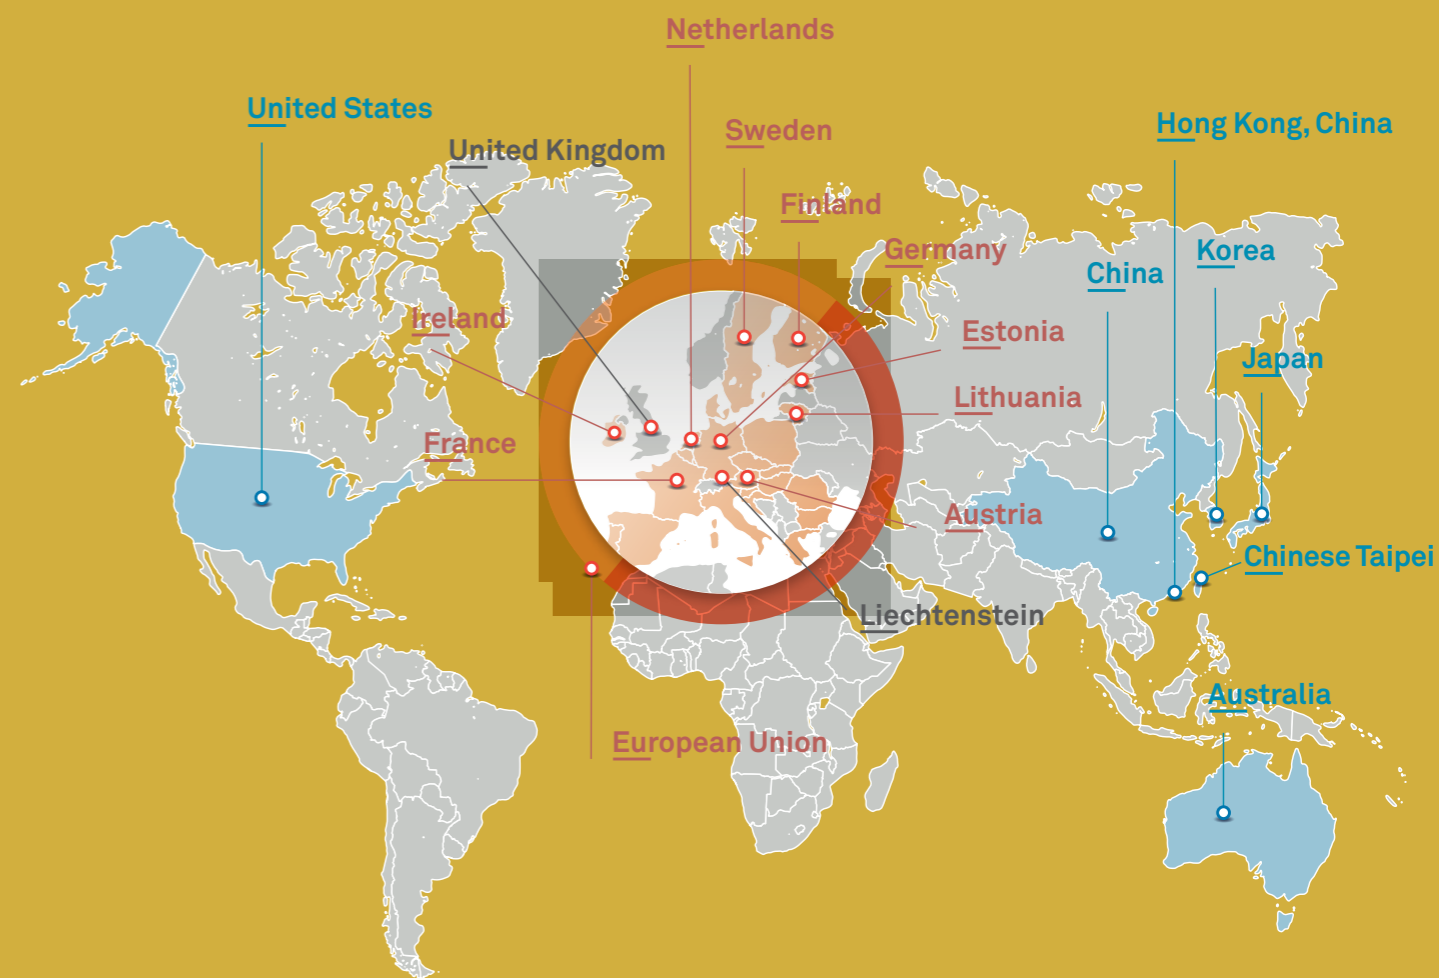 Netherlands
United States
Hong Kong, China
Sweden
United Kingdom
Finland
Germany
Korea
China
Ireland
Estonia
Japan
Lithuania
France
Austria
Chinese Taipei
Liechtenstein
Australia
European Union